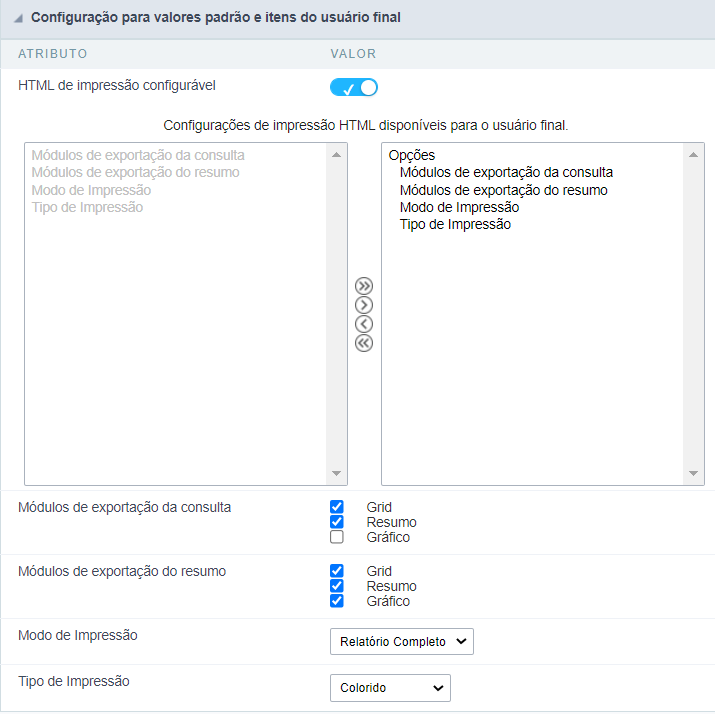 Configuração para valores padrão e itens do usuário final
ATRIBUTO VALOR
HTML de impressão configurável
Configurações de impressão HTML disponíveis para o usuário final.
Módulos de exportação da consulta
Módulos de exportação do resumo
Modo de Impressão
Tipo de Impressão
Opções
Módulos de exportação da consulta
Módulos de exportação do resumo
Modo de Impressão
Tipo de Impressão
Módulos de exportação da consulta
Grid
Resumo
Gráfico
Módulos de exportação do resumo
Grid
Resumo
Gráfico
Modo de Impressão
Relatório Completo
Tipo de Impressão
Colorido